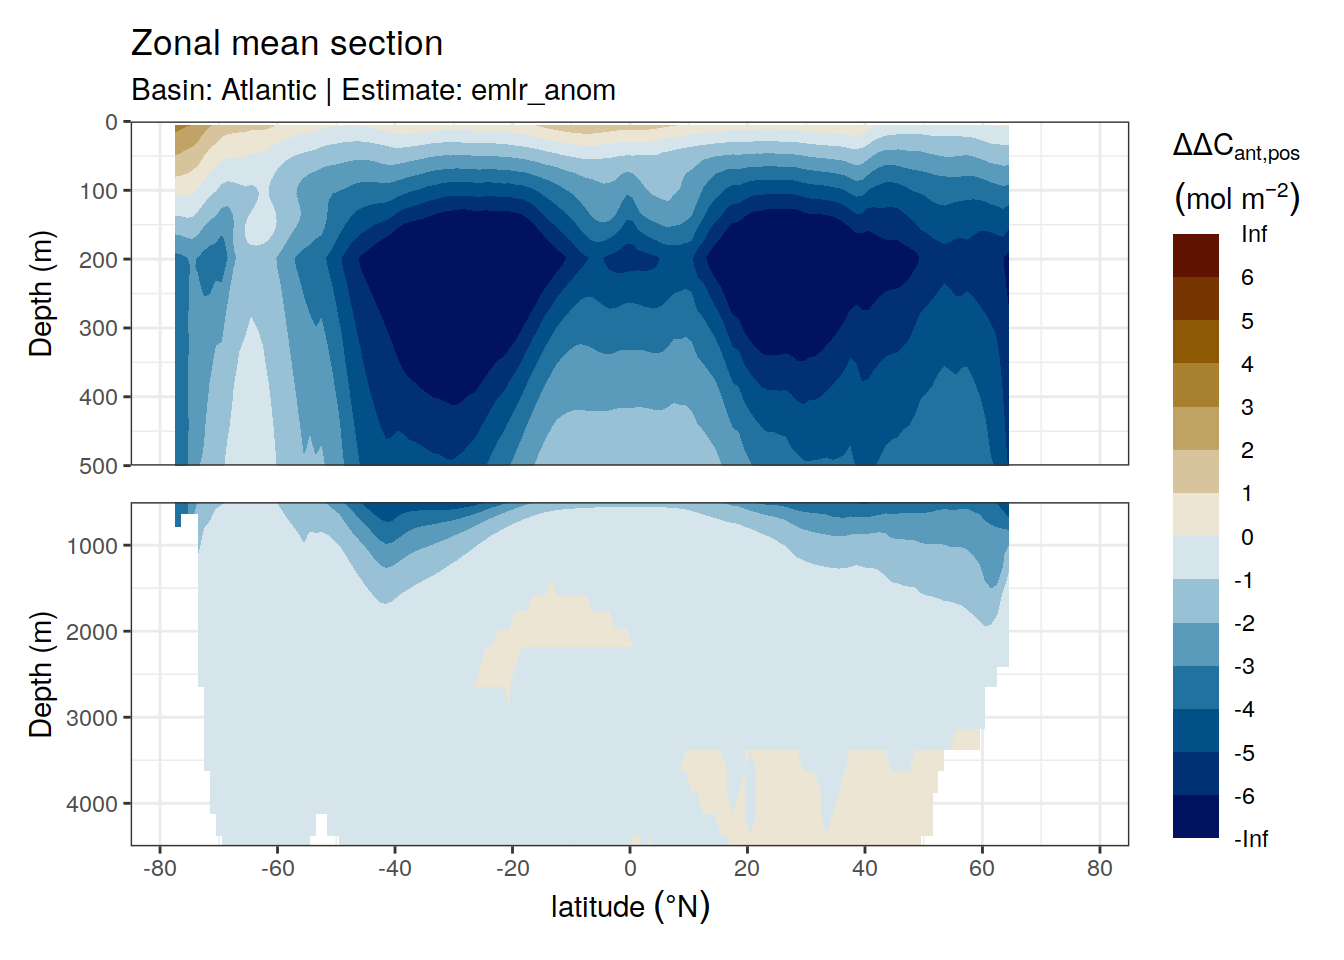 Zonal mean section
Basin: Atlantic | Estimate: emlr_anom
ΔΔC_ant,pos
(mol m⁻²)
Inf
6
5
4
3
2
1
0
-1
-2
-3
-4
-5
-6
-Inf
Depth (m)
0
100
200
300
400
500
Depth (m)
1000
2000
3000
4000
-80 -60 -40 -20 0 20 40 60 80
latitude (°N)